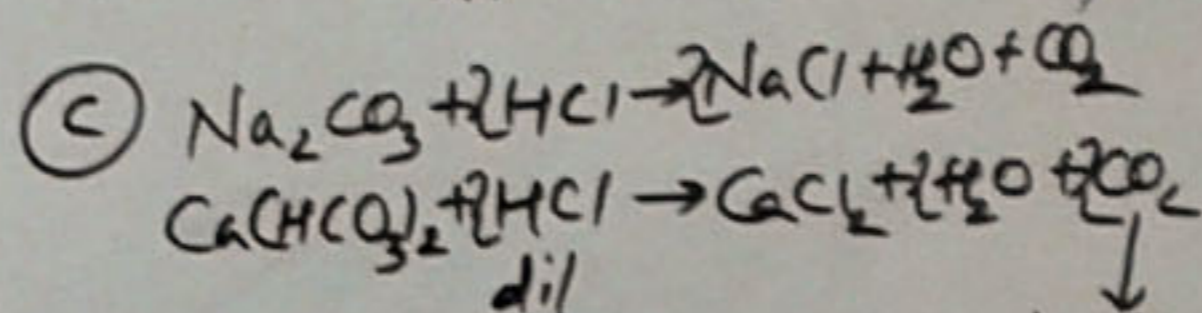 (c) Na₂CO₃ + 2HCl → 2NaCl + H₂O + CO₂
Ca(HCO₃)₂ + 2HCl → CaCl₂ + 2H₂O + 2CO₂
dil ↓